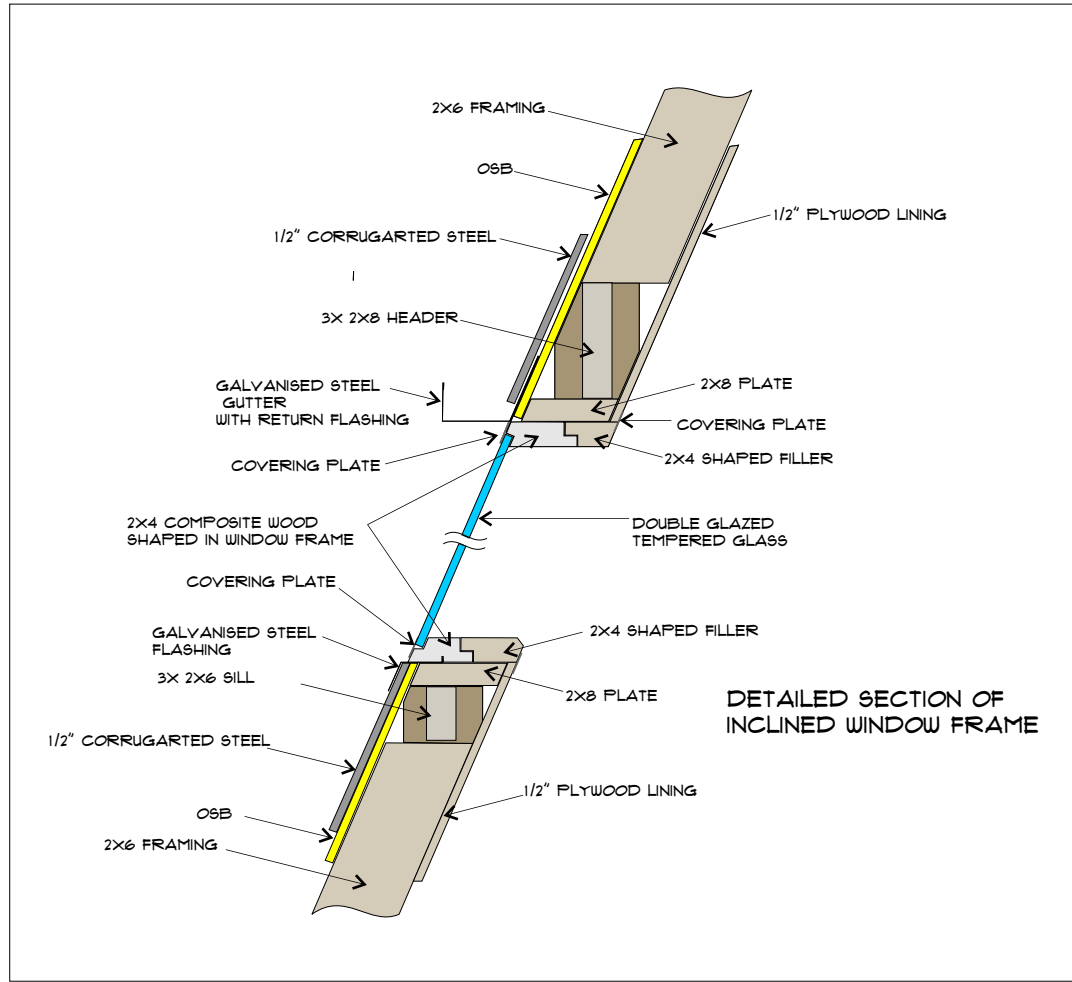 2X6 FRAMING
OSB
1/2" PLYWOOD LINING
1/2" CORRUGARTED STEEL
3X 2X8 HEADER
GALVANISED STEEL
GUTTER
WITH RETURN FLASHING
2X8 PLATE
COVERING PLATE
COVERING PLATE
2X4 SHAPED FILLER
2X4 COMPOSITE WOOD
SHAPED IN WINDOW FRAME
DOUBLE GLAZED
TEMPERED GLASS
COVERING PLATE
GALVANISED STEEL
FLASHING
2X4 SHAPED FILLER
3X 2X6 SILL
2X8 PLATE
DETAILED SECTION OF
INCLINED WINDOW FRAME
1/2" CORRUGARTED STEEL
1/2" PLYWOOD LINING
OSB
2X6 FRAMING